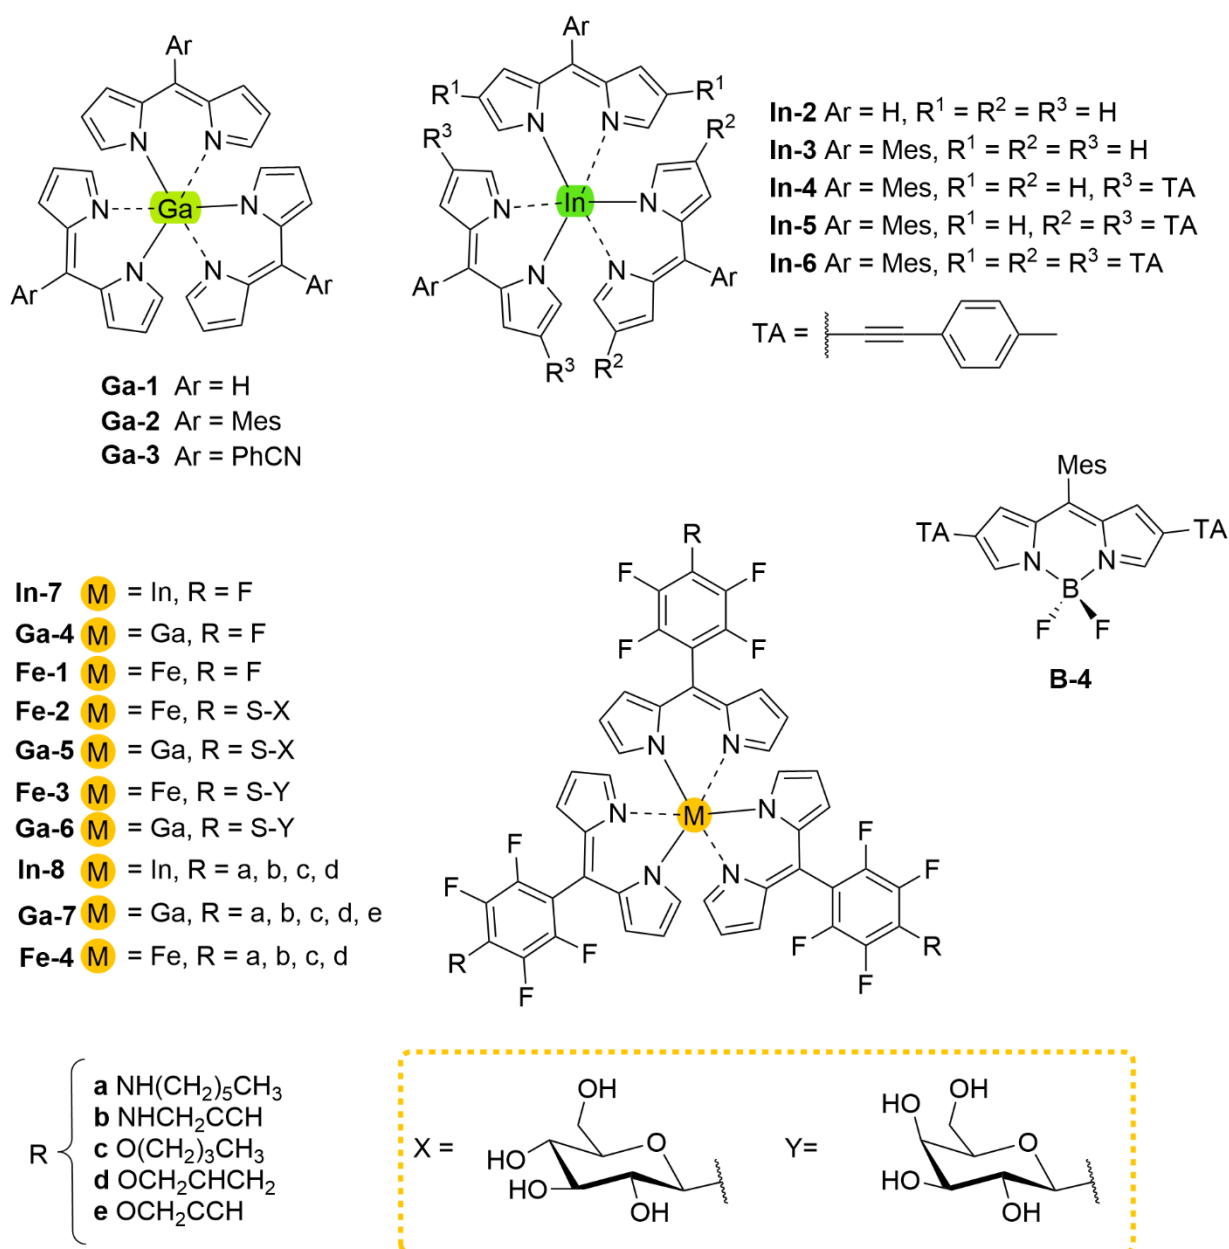 Ar
N
N
N
Ga
N
N
N
Ar
Ar
Ga-1 Ar = H
Ga-2 Ar = Mes
Ga-3 Ar = PhCN
Ar
R¹
R¹
N
N
R³
R²
N
In
N
N
N
Ar
Ar
R³
R²
In-2 Ar = H, R¹ = R² = R³ = H
In-3 Ar = Mes, R¹ = R² = R³ = H
In-4 Ar = Mes, R¹ = R² = H, R³ = TA
In-5 Ar = Mes, R¹ = H, R² = R³ = TA
In-6 Ar = Mes, R¹ = R² = R³ = TA
TA =
Mes
TA
TA
N
N
B
F
F
B-4
In-7 M = In, R = F
Ga-4 M = Ga, R = F
Fe-1 M = Fe, R = F
Fe-2 M = Fe, R = S-X
Ga-5 M = Ga, R = S-X
Fe-3 M = Fe, R = S-Y
Ga-6 M = Ga, R = S-Y
In-8 M = In, R = a, b, c, d
Ga-7 M = Ga, R = a, b, c, d, e
Fe-4 M = Fe, R = a, b, c, d
R
F
F
F
F
N
N
N
M
N
N
N
F
F
F
F
R
F
F
F
F
R
R
a NH(CH₂)₅CH₃
b NHCH₂CCH
c O(CH₂)₃CH₃
d OCH₂CHCH₂
e OCH₂CCH
X =
OH
HO
O
HO
OH
Y=
HO
OH
O
HO
OH